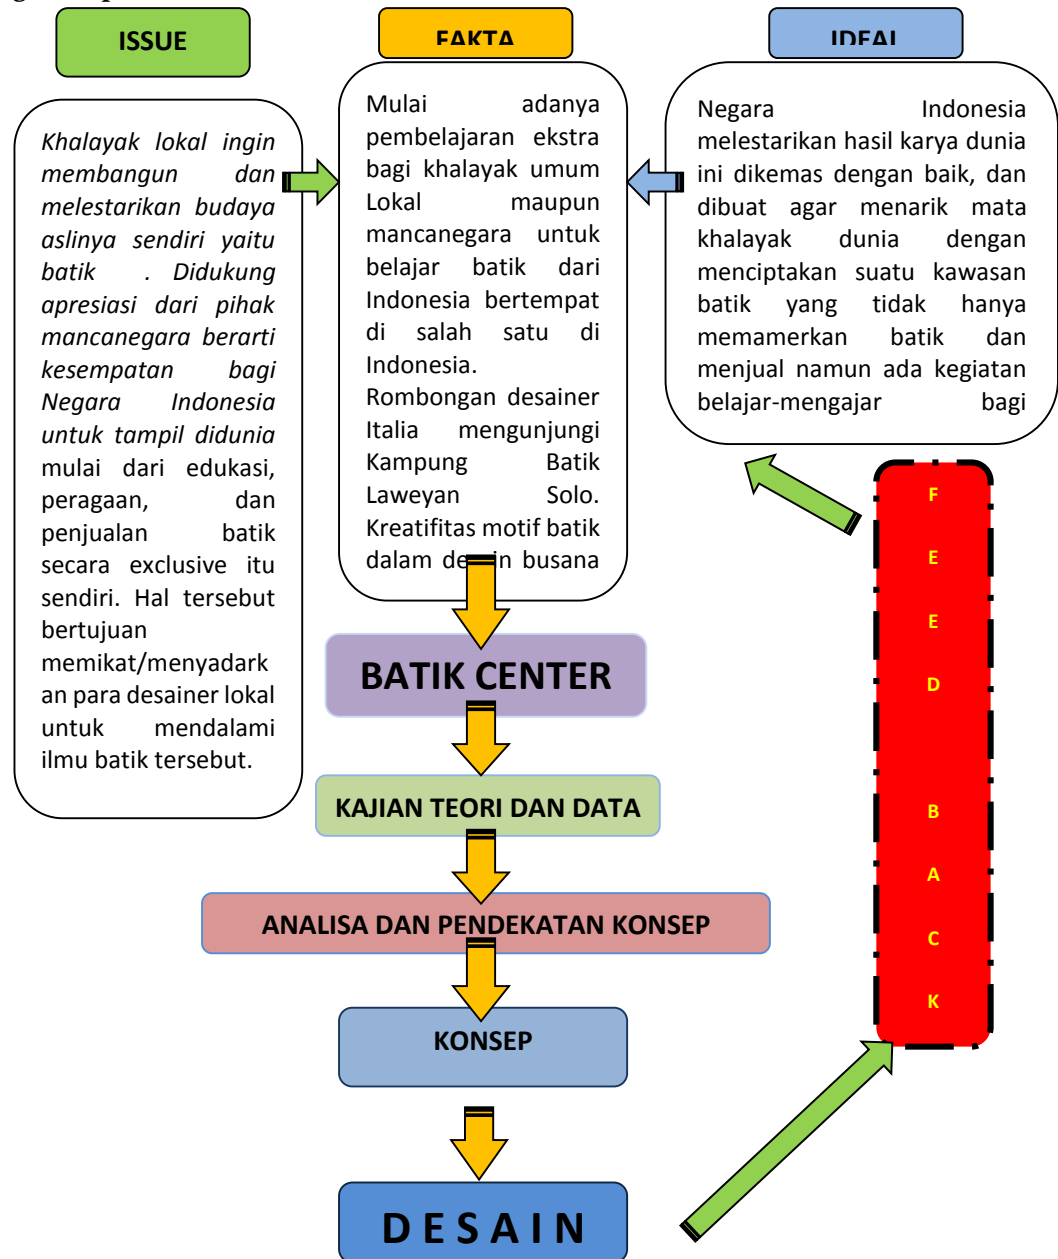 ISSUE
FAKTA
IDEAL
Khalayak lokal ingin
membangun dan
melestarikan budaya
aslinya sendiri yaitu
batik . Didukung
apresiasi dari pihak
mancanegara berarti
kesempatan bagi
Negara Indonesia
untuk tampil didunia
mulai dari edukasi,
peragaan, dan
penjualan batik
secara exclusive itu
sendiri. Hal tersebut
bertujuan
memikat/menyadark
an para desainer lokal
untuk mendalami
ilmu batik tersebut.
Mulai adanya
pembelajaran ekstra
bagi khalayak umum
Lokal maupun
mancanegara untuk
belajar batik dari
Indonesia bertempat
di salah satu di
Indonesia.
Rombongan desainer
Italia mengunjungi
Kampung Batik
Laweyan Solo.
Kreatifitas motif batik
dalam desain busana
Negara Indonesia
melestarikan hasil karya dunia
ini dikemas dengan baik, dan
dibuat agar menarik mata
khalayak dunia dengan
menciptakan suatu kawasan
batik yang tidak hanya
memamerkan batik dan
menjual namun ada kegiatan
belajar-mengajar bagi
BATIK CENTER
KAJIAN TEORI DAN DATA
ANALISA DAN PENDEKATAN KONSEP
KONSEP
D E S A I N
F
E
E
D
B
A
C
K